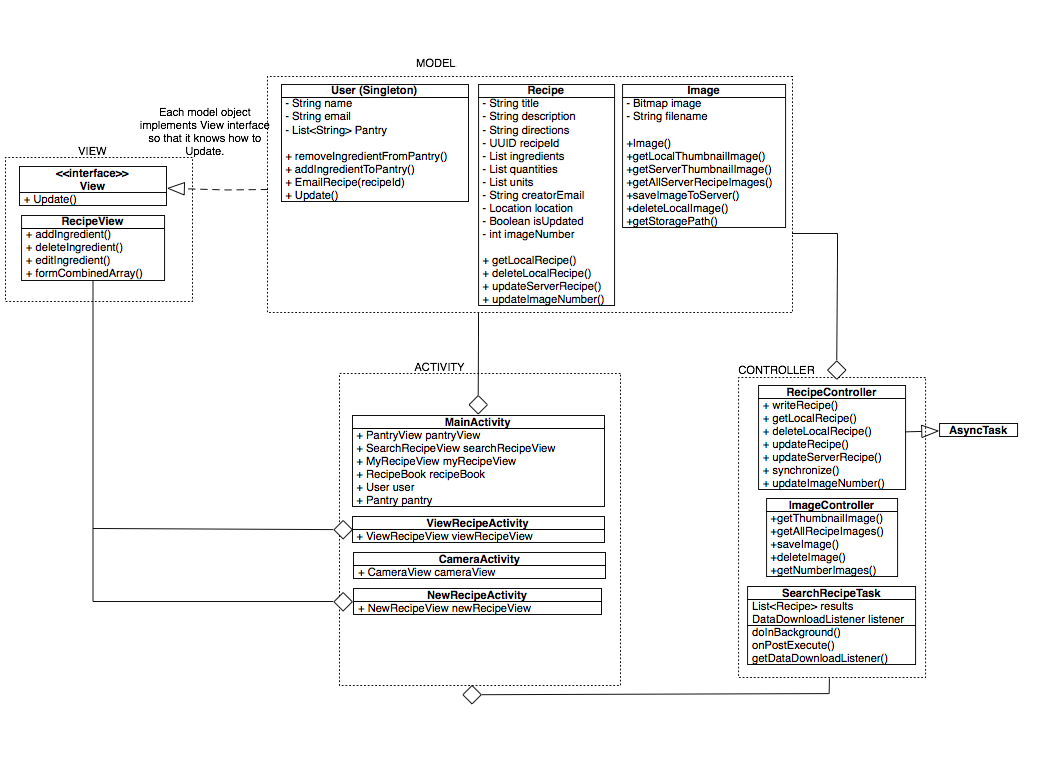 MODEL
User (Singleton)
- String name
- String email
- List<String> Pantry
+ removeIngredientFromPantry()
+ addIngredientToPantry()
+ EmailRecipe(recipeId)
+ Update()
Recipe
- String title
- String description
- String directions
- UUID recipeId
- List ingredients
- List quantities
- List units
- String creatorEmail
- Location location
- Boolean isUpdated
- int imageNumber
+ getLocalRecipe()
+ deleteLocalRecipe()
+ updateServerRecipe()
+ updateImageNumber()
Image
- Bitmap image
- String filename
+Image()
+getLocalThumbnailImage()
+getServerThumbnailImage()
+getAllServerRecipeImages()
+saveImageToServer()
+deleteLocalImage()
+getStoragePath()
Each model object
implements View interface
so that it knows how to
Update.
VIEW
<<interface>>
View
+ Update()
RecipeView
+ addIngredient()
+ deleteIngredient()
+ editIngredient()
+ formCombinedArray()
ACTIVITY
MainActivity
+ PantryView pantryView
+ SearchRecipeView searchRecipeView
+ MyRecipeView myRecipeView
+ RecipeBook recipeBook
+ User user
+ Pantry pantry
ViewRecipeActivity
+ ViewRecipeView viewRecipeView
CameraActivity
+ CameraView cameraView
NewRecipeActivity
+ NewRecipeView newRecipeView
CONTROLLER
RecipeController
+ writeRecipe()
+ getLocalRecipe()
+ deleteLocalRecipe()
+ updateRecipe()
+ updateServerRecipe()
+ synchronize()
+ updateImageNumber()
AsyncTask
ImageController
+getThumbnailImage()
+getAllRecipeImages()
+saveImage()
+deleteImage()
+getNumberImages()
SearchRecipeTask
List<Recipe> results
DataDownloadListener listener
doInBackground()
onPostExecute()
getDataDownloadListener()